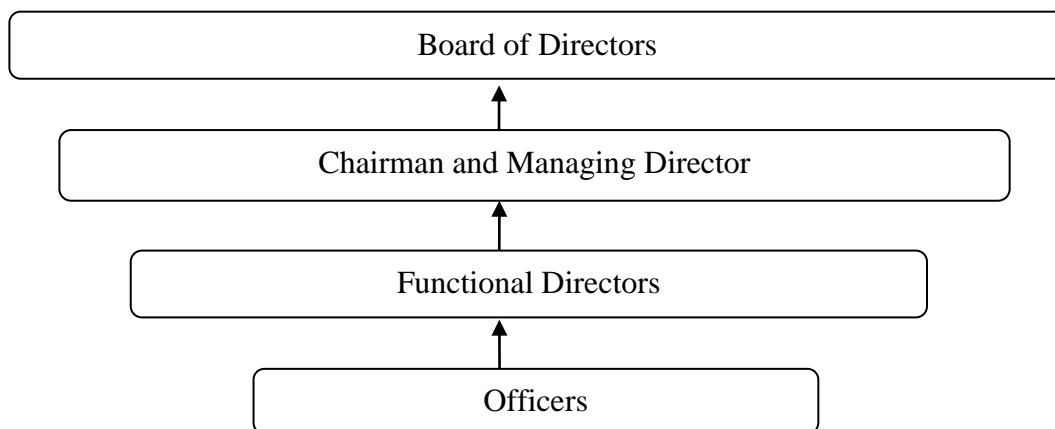 Board of Directors
Chairman and Managing Director
Functional Directors
Officers